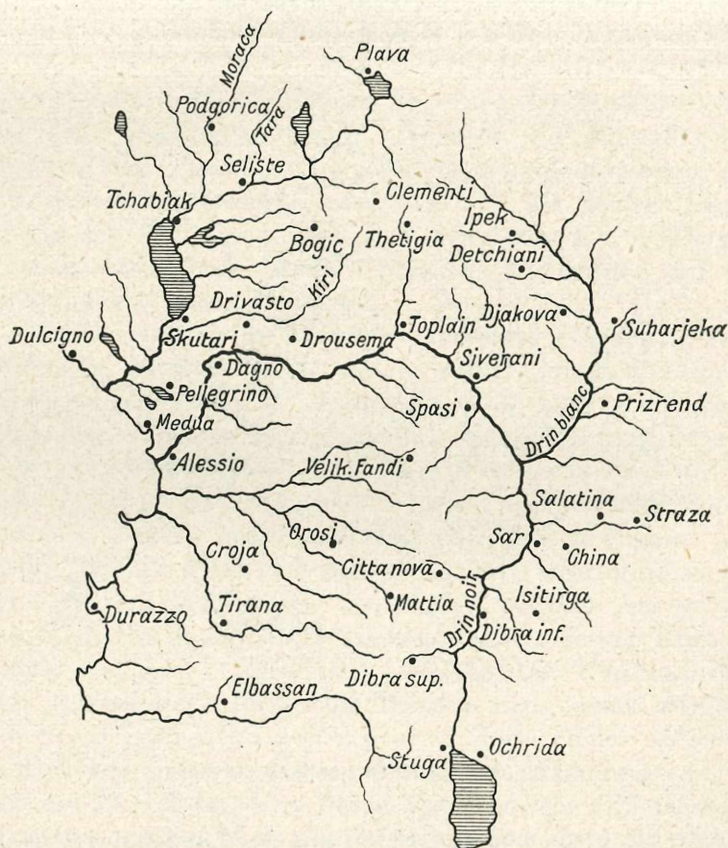 Plava
Moraca
Podgorica
Tara
Seliste
Clementi
Tchabiak
Ipek
Bogic
Thetigia
Detchiani
Kiri
Drivasto
Djakova
Dulcigno
Skutari
Drousema
Toplain
Suharjeka
Siverani
Dagno
Pellegrino
Spasi
Prizrend
Medua
Drin blanc
Alessio
Vélik. Fandi
Salatina
Straza
Orosi
Sar
China
Croja
Citta nova
Isitirga
Mattia
Durazzo
Tirana
Drin noir
Dibra inf.
Dibra sup.
Elbassan
Stuga
Ochrida